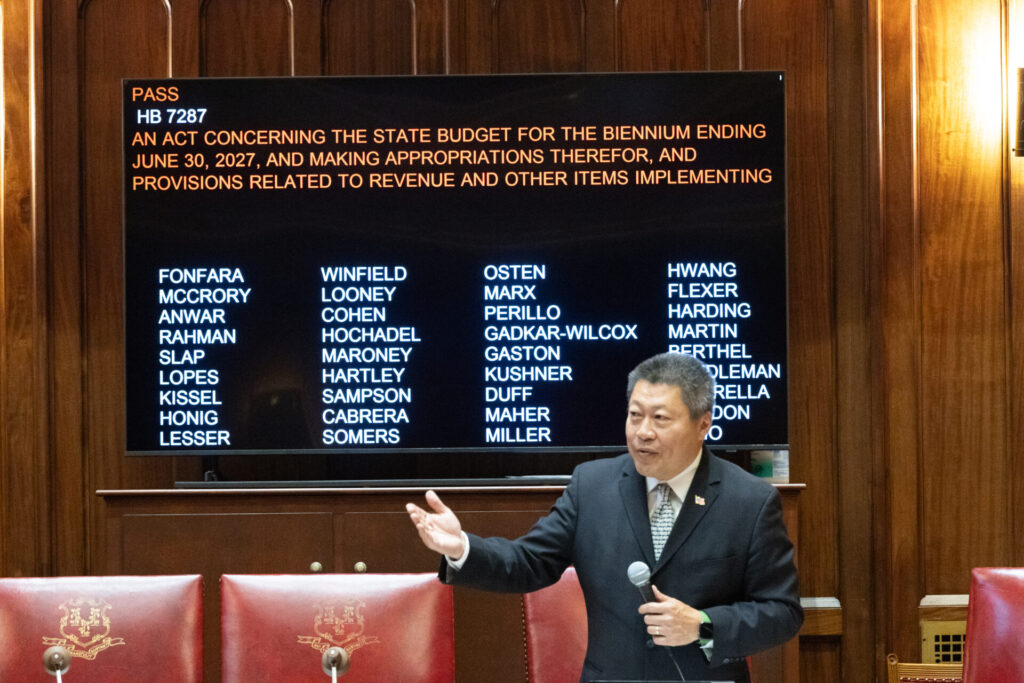 PASS
HB 7287
AN ACT CONCERNING THE STATE BUDGET FOR THE BIENNIUM ENDING
JUNE 30, 2027, AND MAKING APPROPRIATIONS THEREFOR, AND
PROVISIONS RELATED TO REVENUE AND OTHER ITEMS IMPLEMENTING
FONFARA WINFIELD OSTEN HWANG
MCCRORY LOONEY MARX FLEXER
ANWAR COHEN PERILLO HARDING
RAHMAN HOCHADEL GADKAR-WILCOX MARTIN
SLAP MARONEY GASTON BERTHEL
LOPES HARTLEY KUSHNER
KISSEL SAMPSON DUFF
HONIG CABRERA MAHER
LESSER SOMERS MILLER